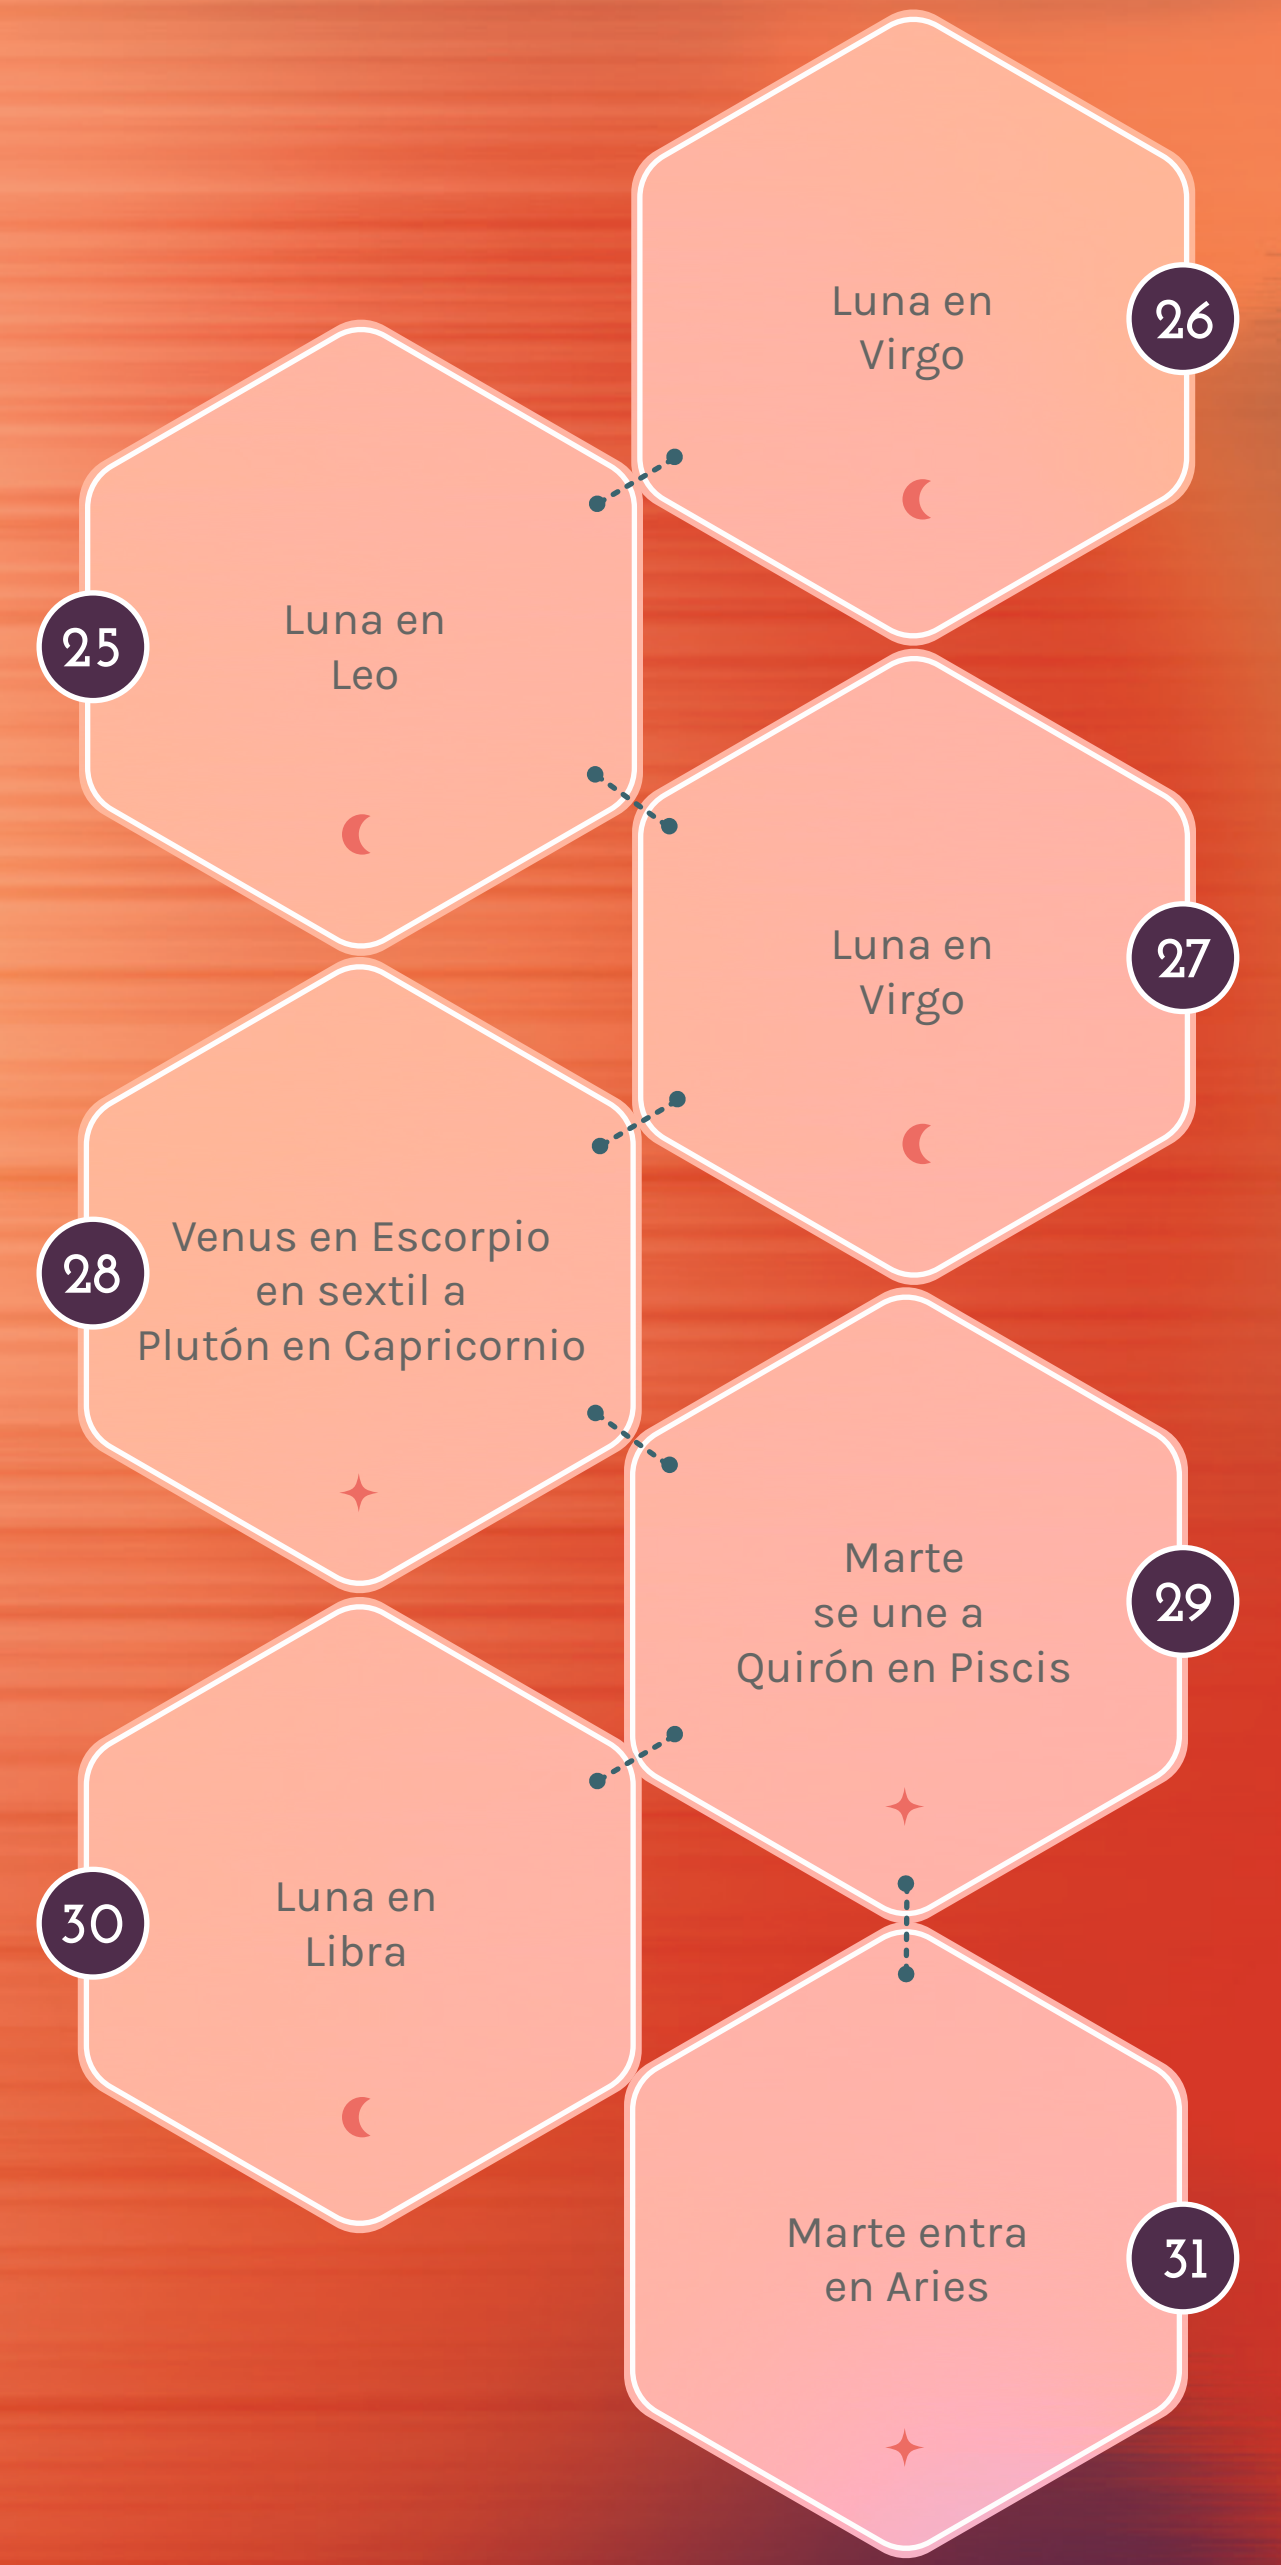 25
Luna en
Leo
26
Luna en
Virgo
27
Luna en
Virgo
28
Venus en Escorpio
en sextil a
Plutón en Capricornio
29
Marte
se une a
Quirón en Piscis
30
Luna en
Libra
31
Marte entra
en Aries